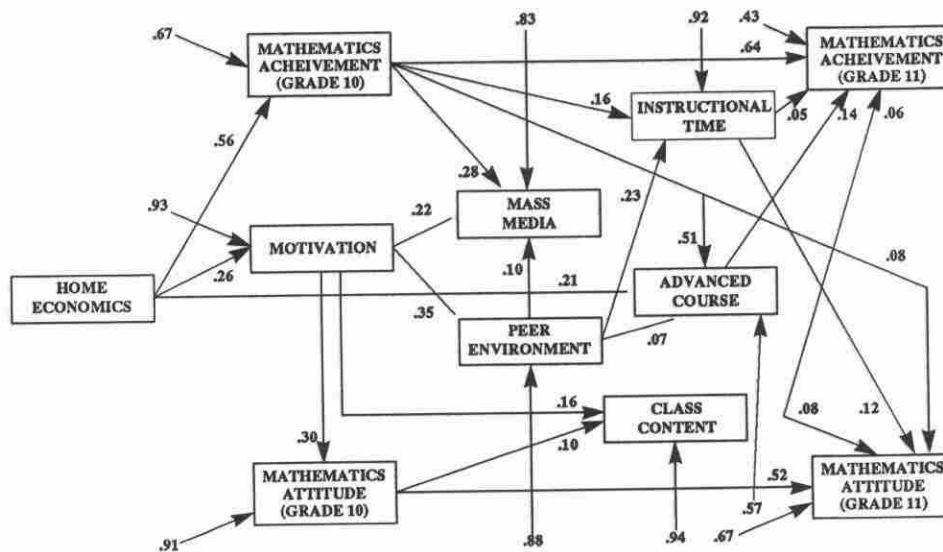 .83
.92
.43
.67
MATHEMATICS
ACHEIVEMENT
(GRADE 10)
.64
MATHEMATICS
ACHEIVEMENT
(GRADE 11)
.16
INSTRUCTIONAL
TIME
.05
.14
.06
.56
.28
MASS
MEDIA
.23
.93
.22
MOTIVATION
.51
.26
.10
.08
HOME
ECONOMICS
.21
ADVANCED
COURSE
.35
PEER
ENVIRONMENT
.07
.16
CLASS
CONTENT
.08
.12
.30
.10
MATHEMATICS
ATTITUDE
(GRADE 10)
.52
MATHEMATICS
ATTITUDE
(GRADE 11)
.57
.91
.88
.94
.67